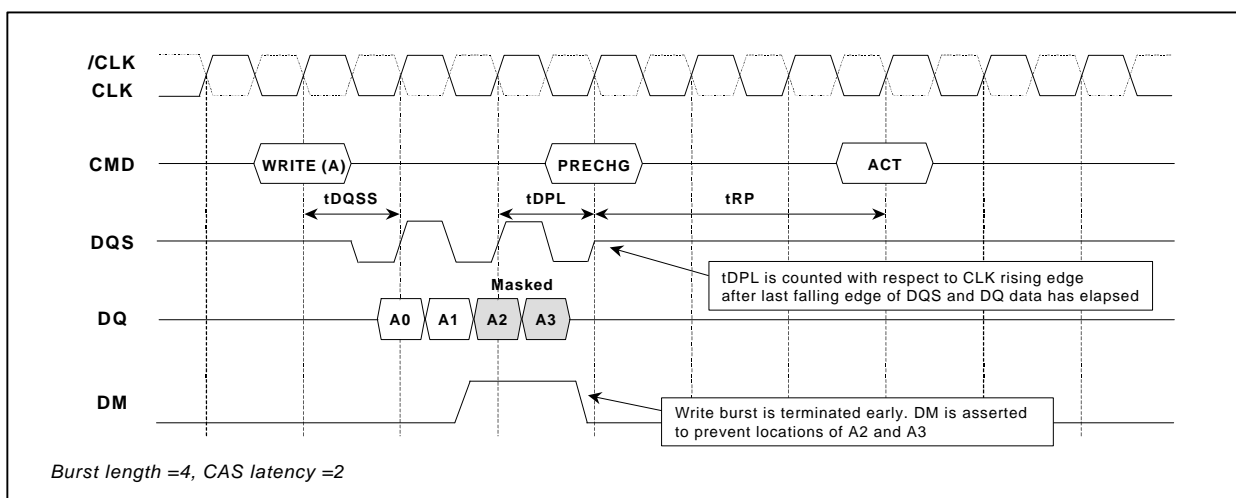 /CLK
CLK
CMD
WRITE (A)
PRECHG
ACT
tDQSS
tDPL
tRP
DQS
tDPL is counted with respect to CLK rising edge
after last falling edge of DQS and DQ data has elapsed
Masked
DQ
A0
A1
A2
A3
DM
Write burst is terminated early. DM is asserted
to prevent locations of A2 and A3
Burst length =4, CAS latency =2